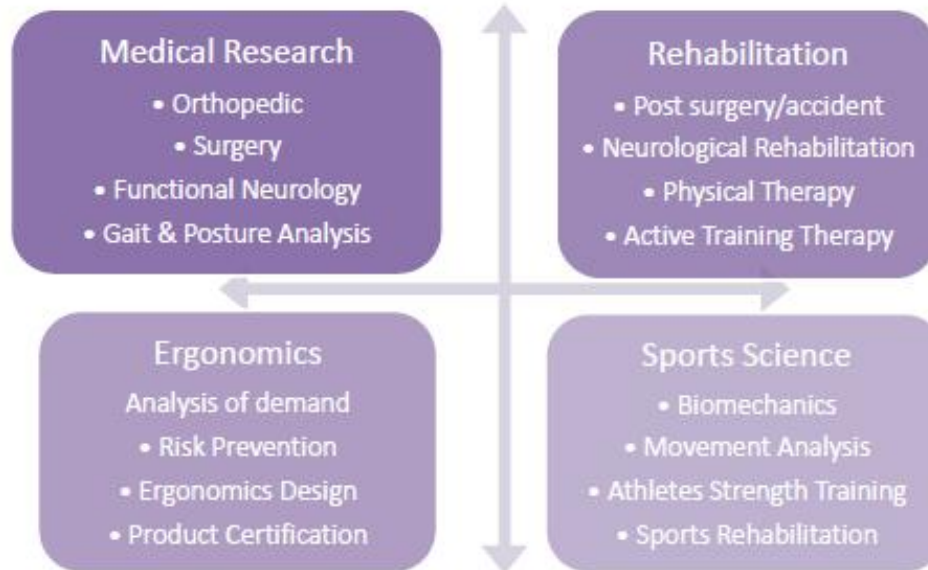 Medical Research
• Orthopedic
• Surgery
• Functional Neurology
• Gait & Posture Analysis
Rehabilitation
• Post surgery/accident
• Neurological Rehabilitation
• Physical Therapy
• Active Training Therapy
Ergonomics
Analysis of demand
• Risk Prevention
• Ergonomics Design
• Product Certification
Sports Science
• Biomechanics
• Movement Analysis
• Athletes Strength Training
• Sports Rehabilitation